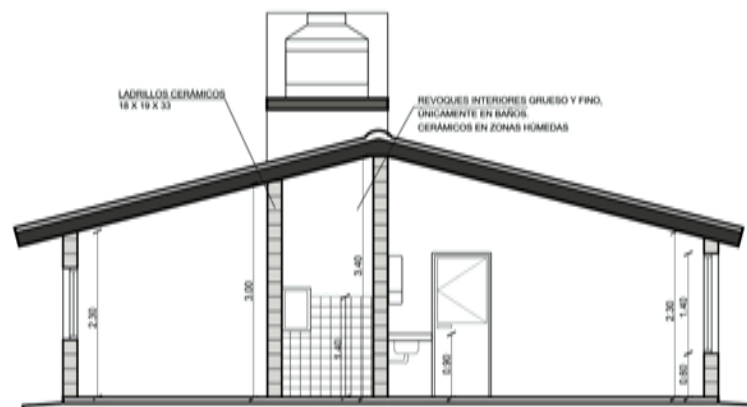 LADRILLOS CERÁMICOS
18 X 19 X 33
REVOQUES INTERIORES GRUESO Y FINO,
ÚNICAMENTE EN BAÑOS.
CERÁMICOS EN ZONAS HÚMEDAS
2.30
3.00
1.40
3.40
0.90
2.30
1.40
0.60